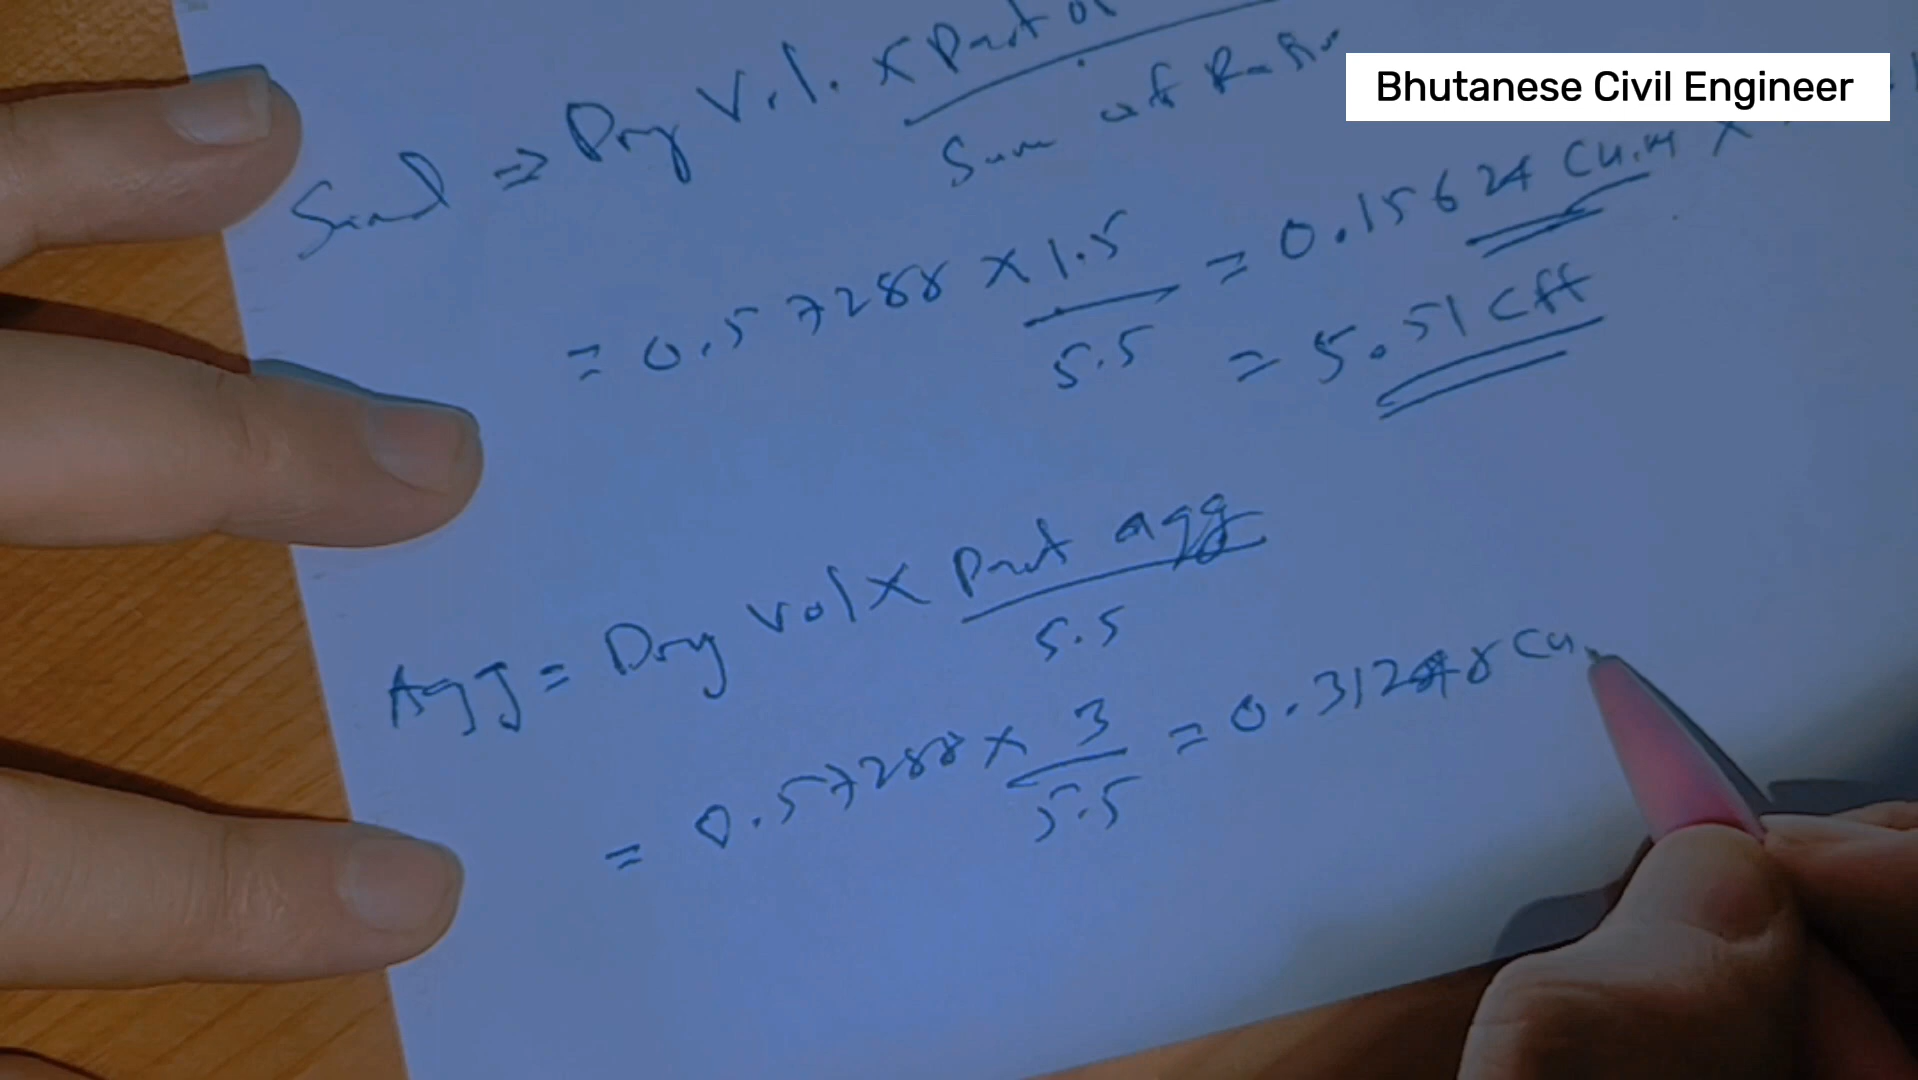 Sand ⇒ Dry Vol. x Part of
Sum of Ratio
Bhutanese Civil Engineer
= 0.57288 x 1.5 = 0.15624 Cu.m x
5.5 = 5.51 Cft
Agg = Dry vol x Part agg
5.5
= 0.57288 x 3 = 0.31248 Cu.
5.5